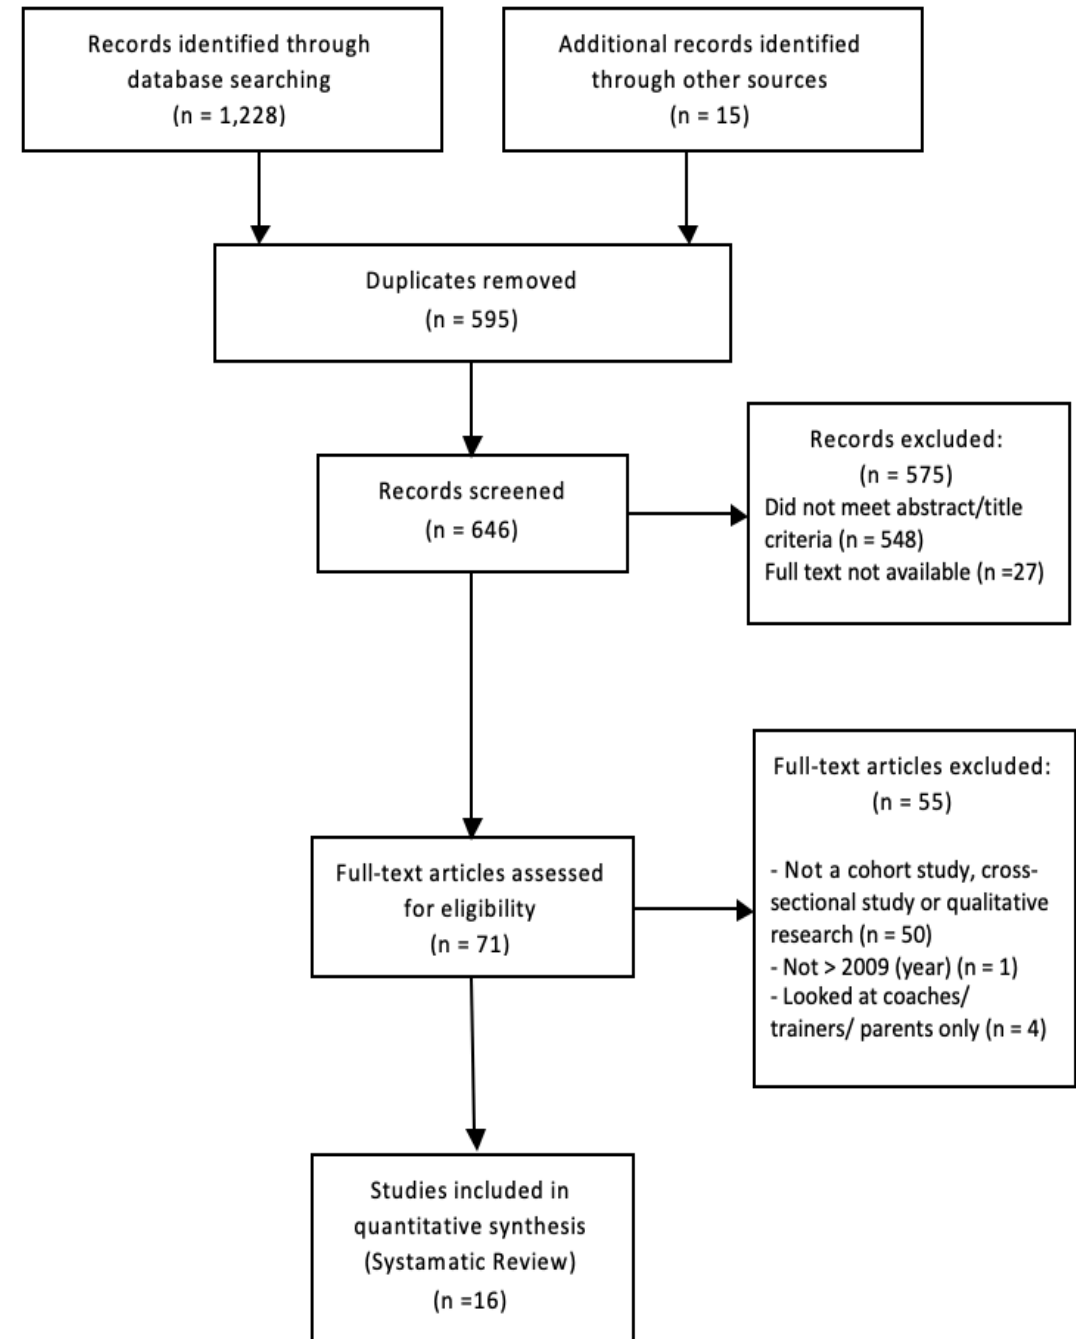 Records identified through
database searching
(n = 1,228)
Additional records identified
through other sources
(n = 15)
Duplicates removed
(n = 595)
Records screened
(n = 646)
Records excluded:
(n = 575)
Did not meet abstract/title
criteria (n = 548)
Full text not available (n =27)
Full-text articles assessed
for eligibility
(n = 71)
Full-text articles excluded:
(n = 55)
- Not a cohort study, cross-
sectional study or qualitative
research (n = 50)
- Not > 2009 (year) (n = 1)
- Looked at coaches/
trainers/ parents only (n = 4)
Studies included in
quantitative synthesis
(Systamatic Review)
(n =16)